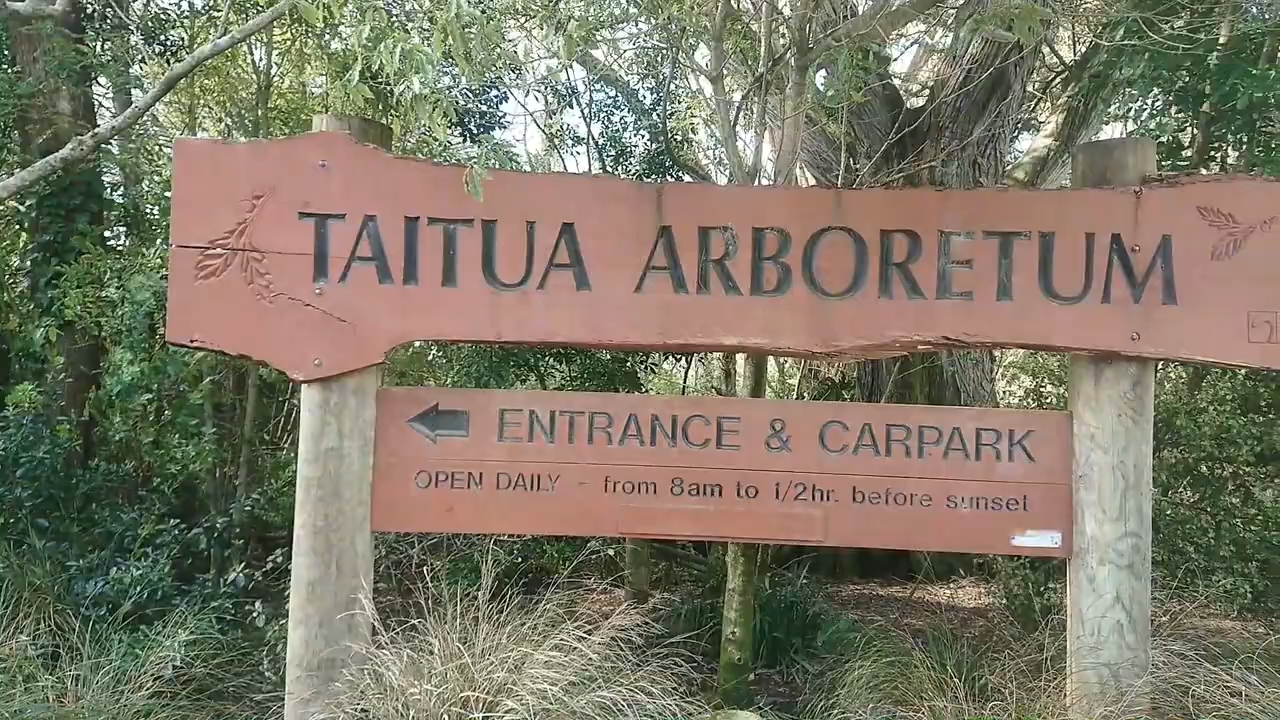 TAITUA ARBORETUM
ENTRANCE & CARPARK
OPEN DAILY - from 8am to 1/2hr. before sunset